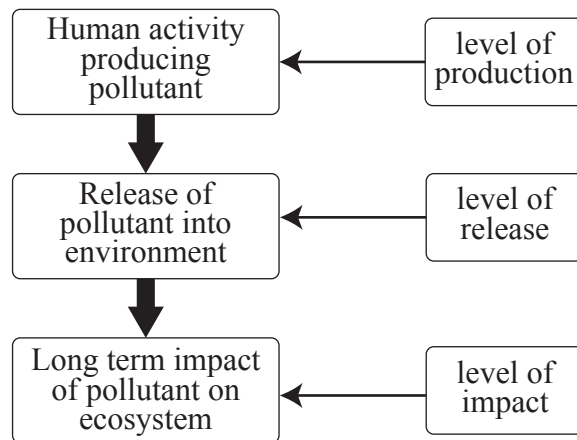 Human activity
producing
pollutant
level of
production
Release of
pollutant into
environment
level of
release
Long term impact
of pollutant on
ecosystem
level of
impact